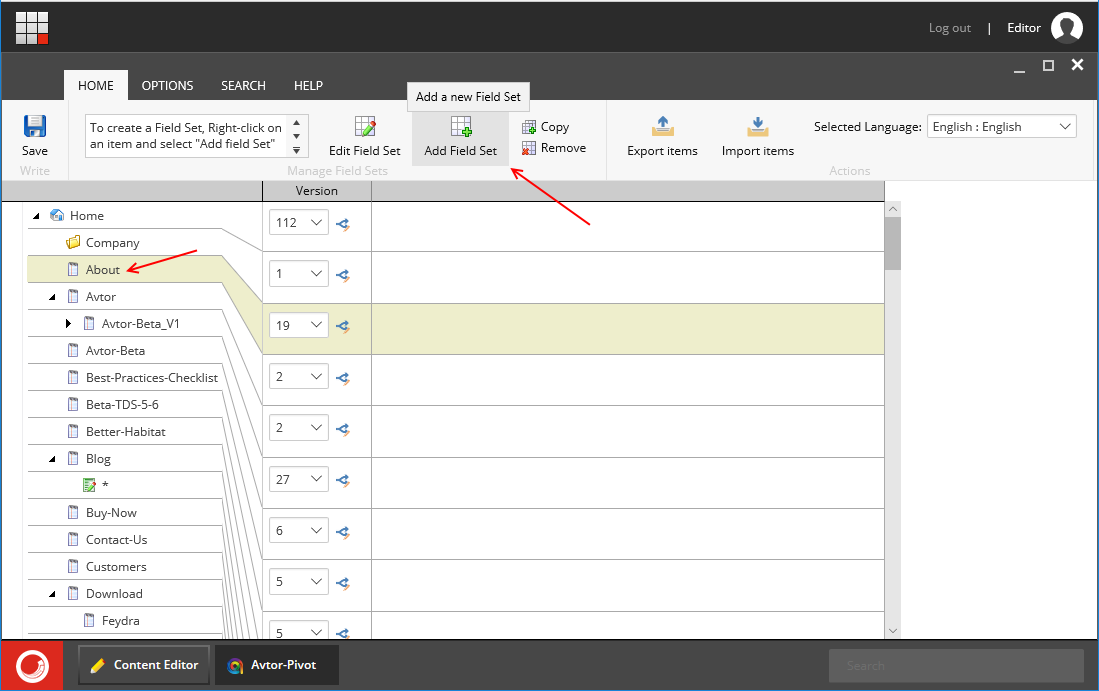 Log out | Editor
HOME OPTIONS SEARCH HELP
Add a new Field Set
To create a Field Set, Right-click on
an item and select "Add field Set"
Save
Write
Edit Field Set
Add Field Set
Copy
Remove
Manage Field Sets
Export items
Import items
Selected Language: English : English
Actions
Version
Home
112
Company
1
About
19
Avtor
2
Avtor-Beta_V1
2
Avtor-Beta
27
Best-Practices-Checklist
6
Beta-TDS-5-6
5
Better-Habitat
5
Blog
*
Buy-Now
Contact-Us
Customers
Download
Feydra
Content Editor
Avtor-Pivot
Search